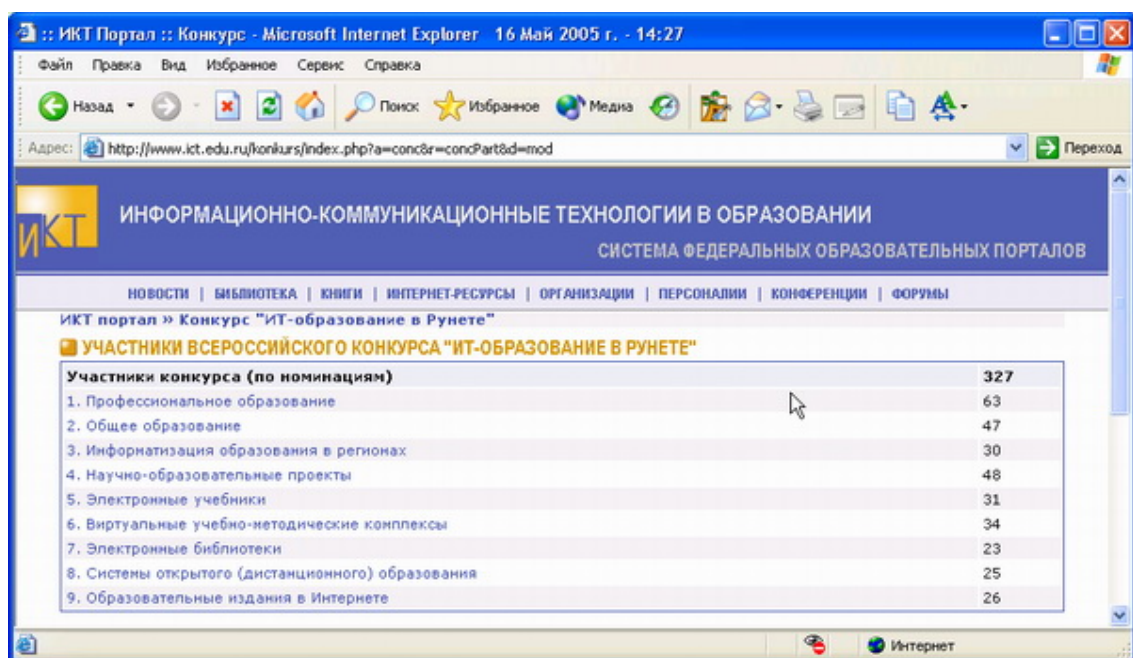 :: ИКТ Портал :: Конкурс - Microsoft Internet Explorer 16 Май 2005 г. - 14:27
Файл Правка Вид Избранное Сервис Справка
Назад Поиск Избранное Медиа
Адрес: http://www.ict.edu.ru/konkurs/index.php?a=conc&r=concPart&d=mod Переход
ИКТ
ИНФОРМАЦИОННО-КОММУНИКАЦИОННЫЕ ТЕХНОЛОГИИ В ОБРАЗОВАНИИ
СИСТЕМА ФЕДЕРАЛЬНЫХ ОБРАЗОВАТЕЛЬНЫХ ПОРТАЛОВ
НОВОСТИ | БИБЛИОТЕКА | КНИГИ | ИНТЕРНЕТ-РЕСУРСЫ | ОРГАНИЗАЦИИ | ПЕРСОНАЛИИ | КОНФЕРЕНЦИИ | ФОРУМЫ
ИКТ портал » Конкурс "ИТ-образование в Рунете"
УЧАСТНИКИ ВСЕРОССИЙСКОГО КОНКУРСА "ИТ-ОБРАЗОВАНИЕ В РУНЕТЕ"
Участники конкурса (по номинациям) 327
1. Профессиональное образование 63
2. Общее образование 47
3. Информатизация образования в регионах 30
4. Научно-образовательные проекты 48
5. Электронные учебники 31
6. Виртуальные учебно-методические комплексы 34
7. Электронные библиотеки 23
8. Системы открытого (дистанционного) образования 25
9. Образовательные издания в Интернете 26
Интернет